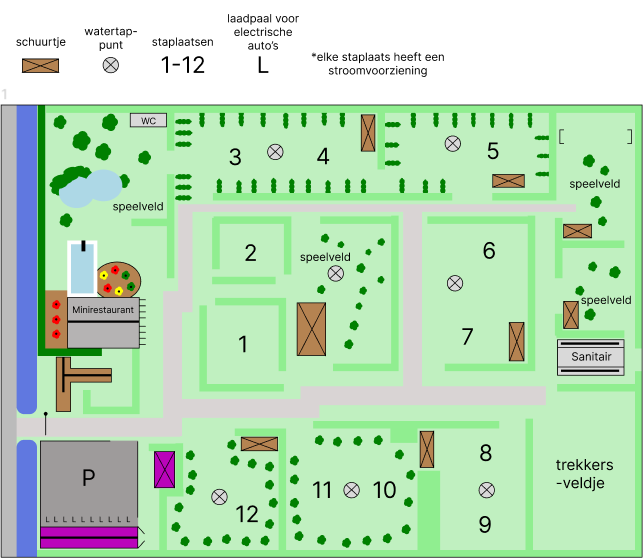 schuurtje
watertap-
punt
staplaatsen
1-12
laadpaal voor
electrische
auto's
L
*elke staplaats heeft een
stroomvoorziening
1
WC
3
4
5
speelveld
speelveld
2
speelveld
6
speelveld
Minirestaurant
1
7
Sanitair
P
L L L L L L L L L L
12
11
10
8
9
trekkers
-veldje